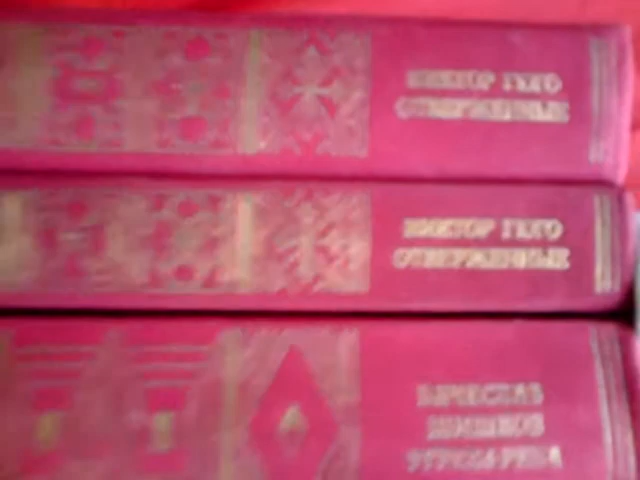 ВИКТОР ГЮГО
ОТВЕРЖЕННЫЕ
ВИКТОР ГЮГО
ОТВЕРЖЕННЫЕ
ВЯЧЕСЛАВ
ШИШКОВ
УГРЮМ-РЕКА